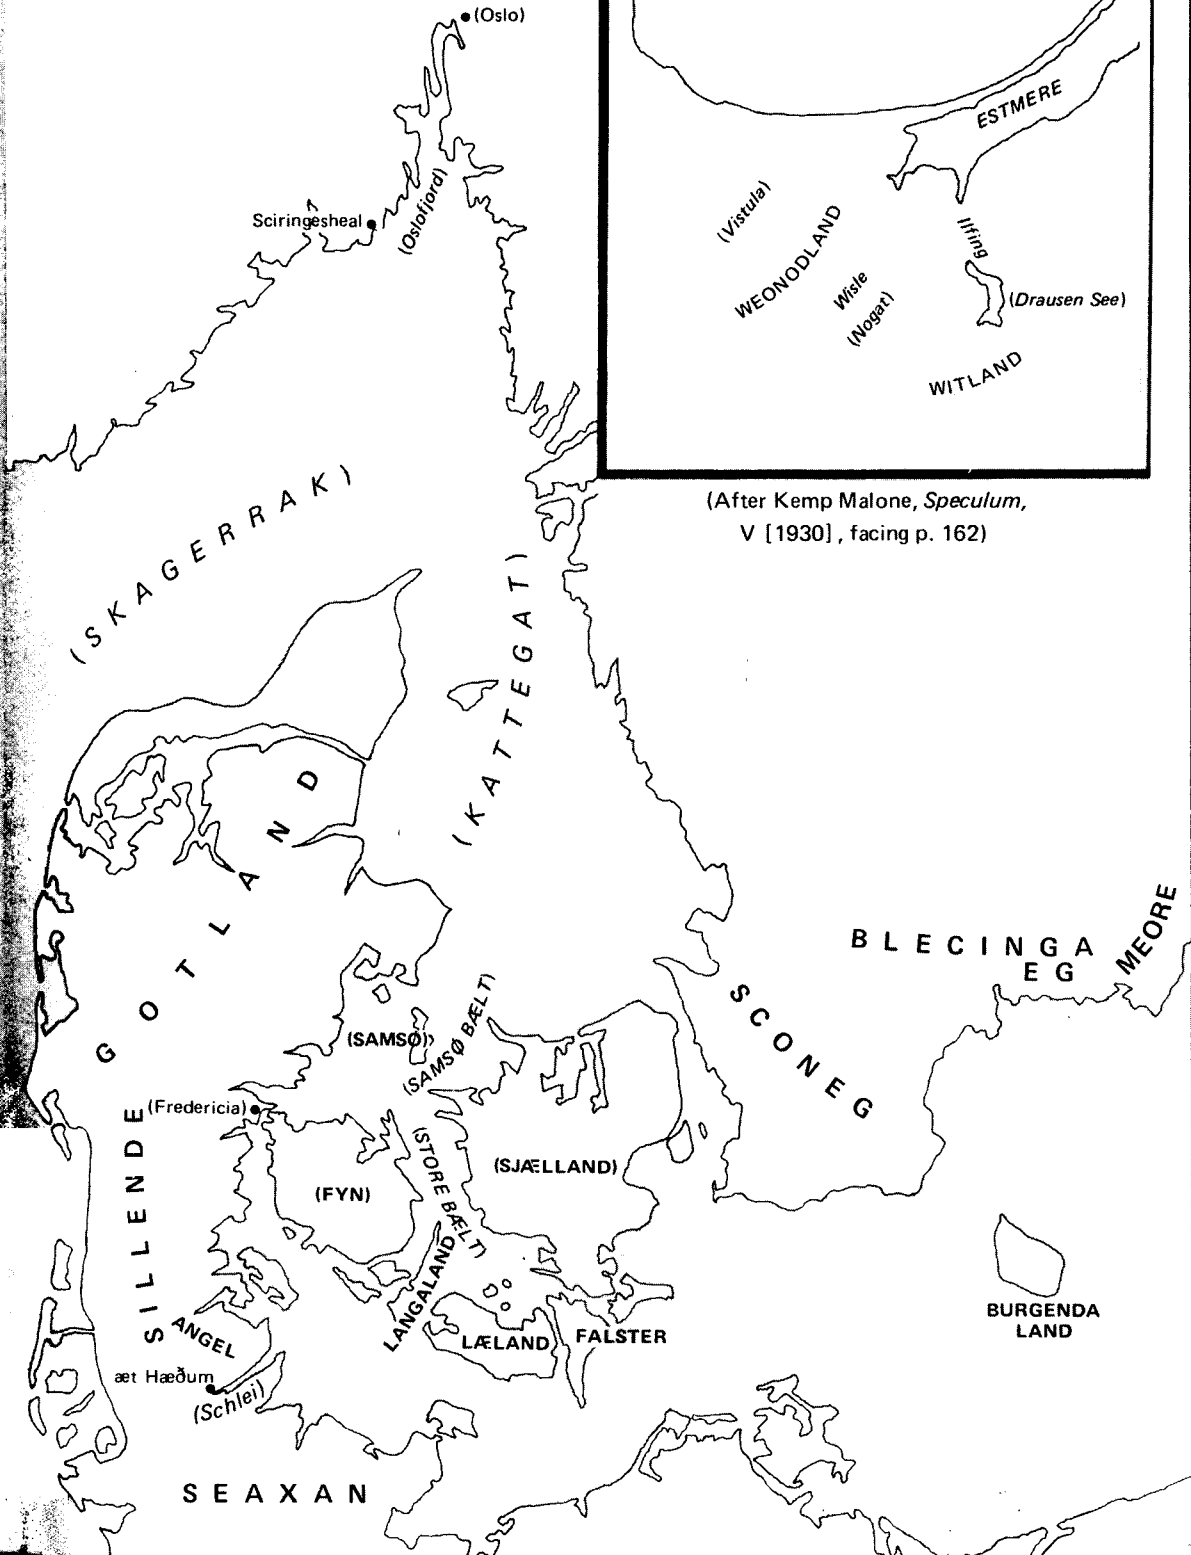 (Oslo)
ESTMERE
(Oslofjord)
Sciringesheal
(Vistula)
WEONODLAND
Ilfing
Wisle
(Nogat)
(Drausen See)
WITLAND
(SKAGERRAK)
(After Kemp Malone, Speculum,
V [1930], facing p. 162)
(KATTEGAT)
GOTLAND
BLECINGA
EG
MEORE
SCONEG
(SAMSØ)
(SAMSØ BÆLT)
(Fredericia)
SILLENDE
(STORE BÆLT)
(SJÆLLAND)
(FYN)
LANGALAND
BURGENDA
LAND
ANGEL
LÆLAND
FALSTER
æt Hæðum
(Schlei)
SEAXAN